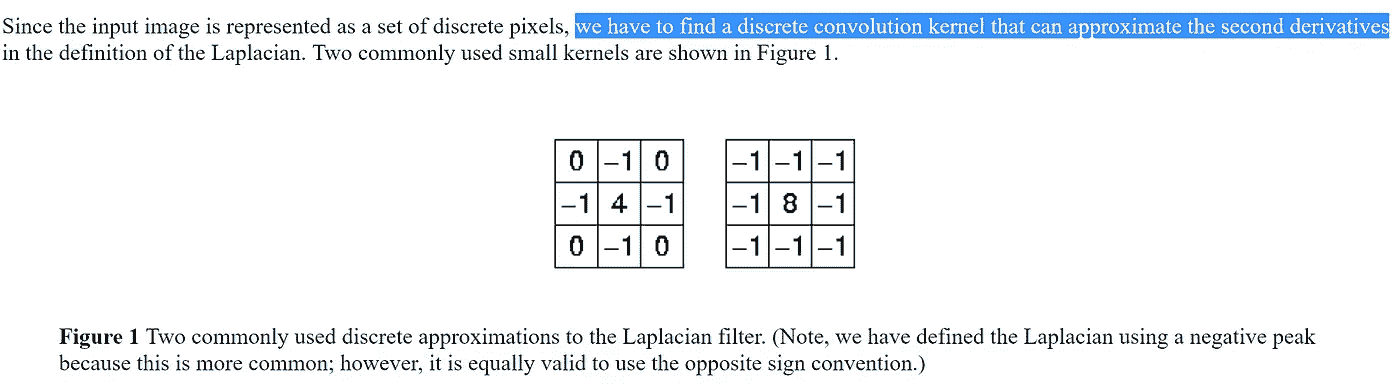 Since the input image is represented as a set of discrete pixels, we have to find a discrete convolution kernel that can approximate the second derivatives
in the definition of the Laplacian. Two commonly used small kernels are shown in Figure 1.
0 −1 0 −1 −1 −1
−1 4 −1 −1 8 −1
0 −1 0 −1 −1 −1
Figure 1 Two commonly used discrete approximations to the Laplacian filter. (Note, we have defined the Laplacian using a negative peak
because this is more common; however, it is equally valid to use the opposite sign convention.)